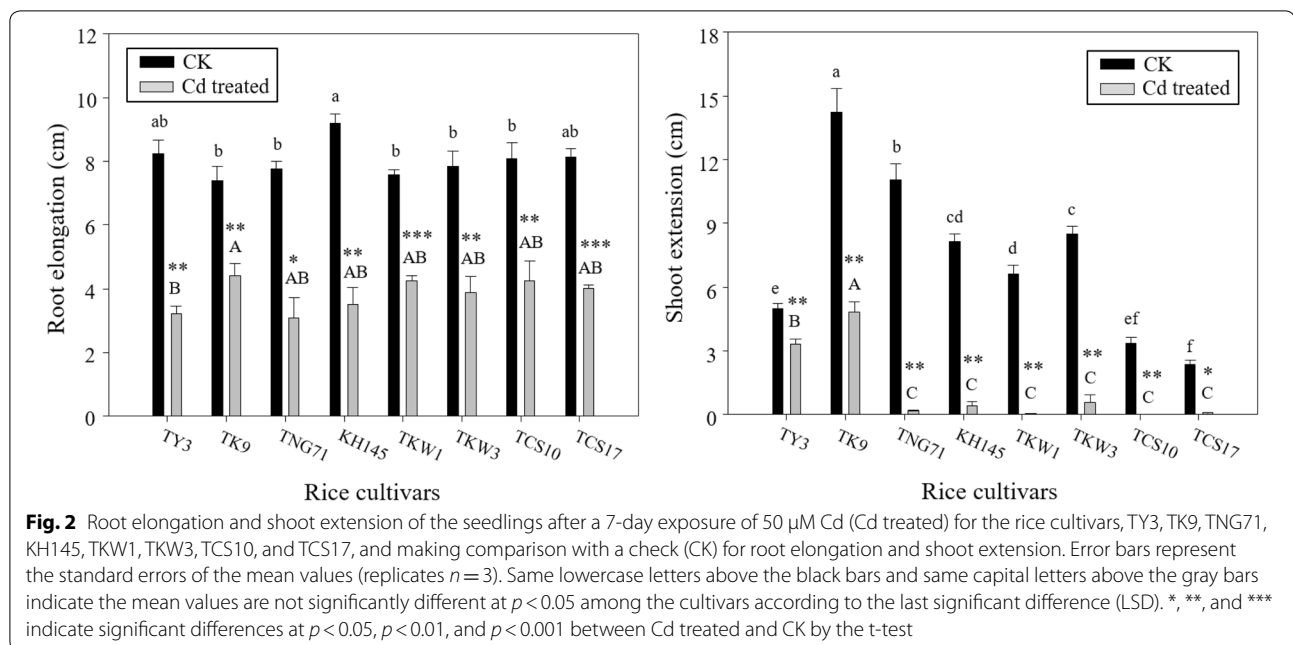 12
10
8
6
4
2
0
Root elongation (cm)
CK
Cd treated
ab
b
b
a
b
b
b
ab
**
B
**
A
*
AB
**
AB
***
AB
**
AB
**
AB
***
AB
TY3
TK9
TNG71
KH145
TKW1
TKW3
TCS10
TCS17
Rice cultivars
18
15
12
9
6
3
0
Shoot extension (cm)
CK
Cd treated
e
a
b
cd
d
c
ef
f
**
B
**
A
**
C
**
C
**
C
**
C
**
C
*
C
TY3
TK9
TNG71
KH145
TKW1
TKW3
TCS10
TCS17
Rice cultivars
Fig. 2 Root elongation and shoot extension of the seedlings after a 7-day exposure of 50 μM Cd (Cd treated) for the rice cultivars, TY3, TK9, TNG71,
KH145, TKW1, TKW3, TCS10, and TCS17, and making comparison with a check (CK) for root elongation and shoot extension. Error bars represent
the standard errors of the mean values (replicates n = 3). Same lowercase letters above the black bars and same capital letters above the gray bars
indicate the mean values are not significantly different at p < 0.05 among the cultivars according to the last significant difference (LSD). *, **, and ***
indicate significant differences at p < 0.05, p < 0.01, and p < 0.001 between Cd treated and CK by the t-test